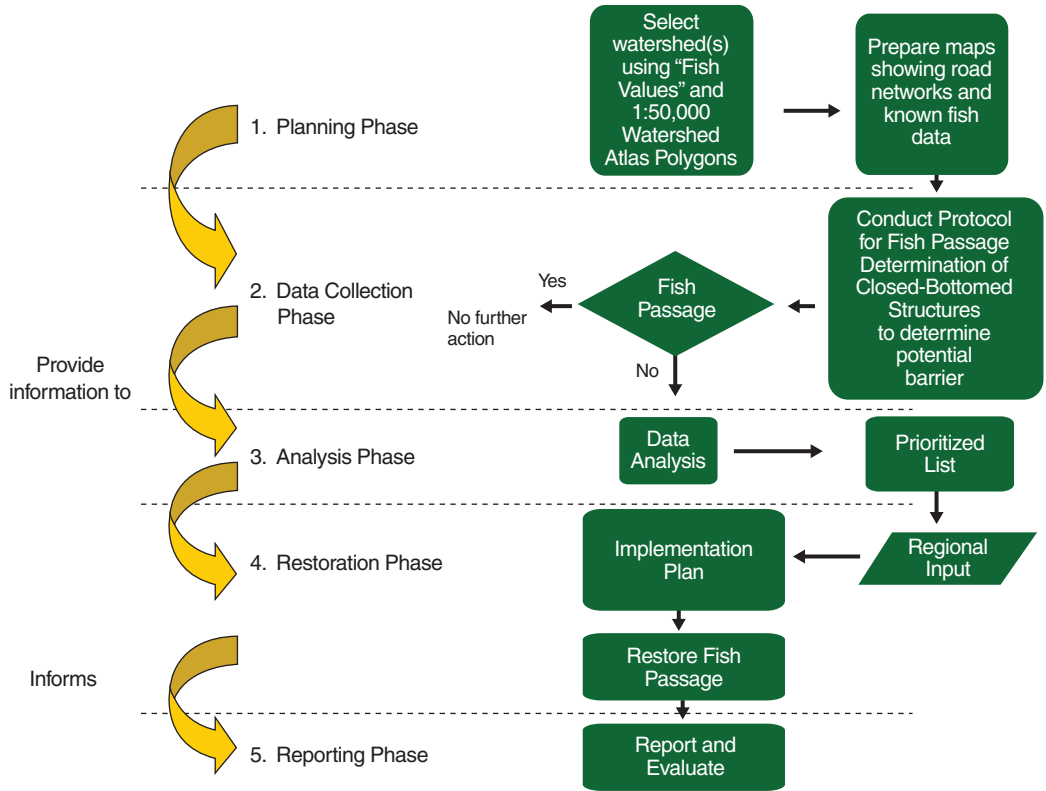 Select
watershed(s)
using “Fish
Values” and
1:50,000
Watershed
Atlas Polygons
Prepare maps
showing road
networks and
known fish
data
1. Planning Phase
Conduct Protocol
for Fish Passage
Determination of
Closed-Bottomed
Structures
to determine
potential
barrier
2. Data Collection
Phase
Fish
Passage
Yes
No further
action
No
Provide
information to
3. Analysis Phase
Data
Analysis
Prioritized
List
4. Restoration Phase
Regional
Input
Implementation
Plan
Restore Fish
Passage
Informs
5. Reporting Phase
Report and
Evaluate